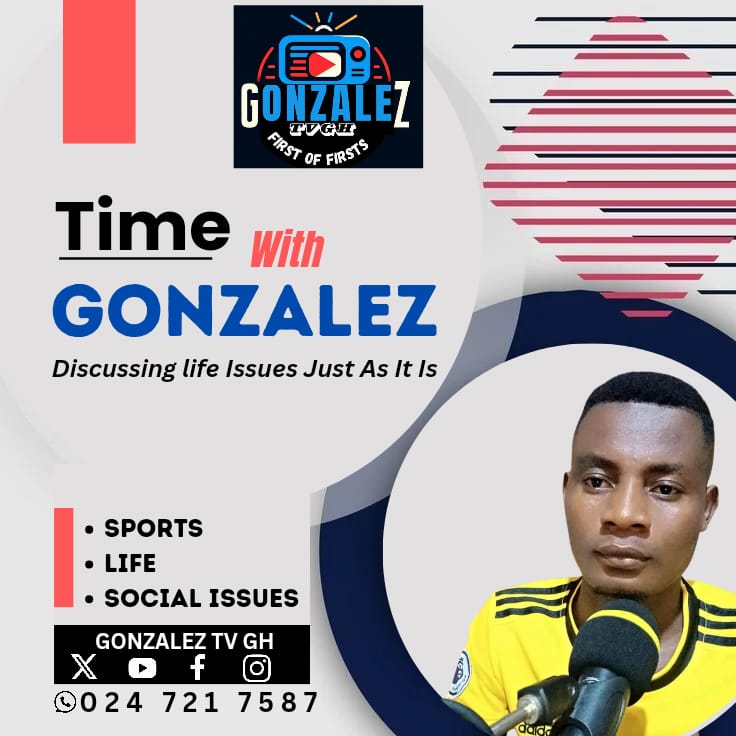 GONZALEZ
TVGH
FIRST OF FIRSTS
Time With
GONZALEZ
Discussing life Issues Just As It Is
• SPORTS
• LIFE
• SOCIAL ISSUES
GONZALEZ TV GH
024 721 7587
adidas